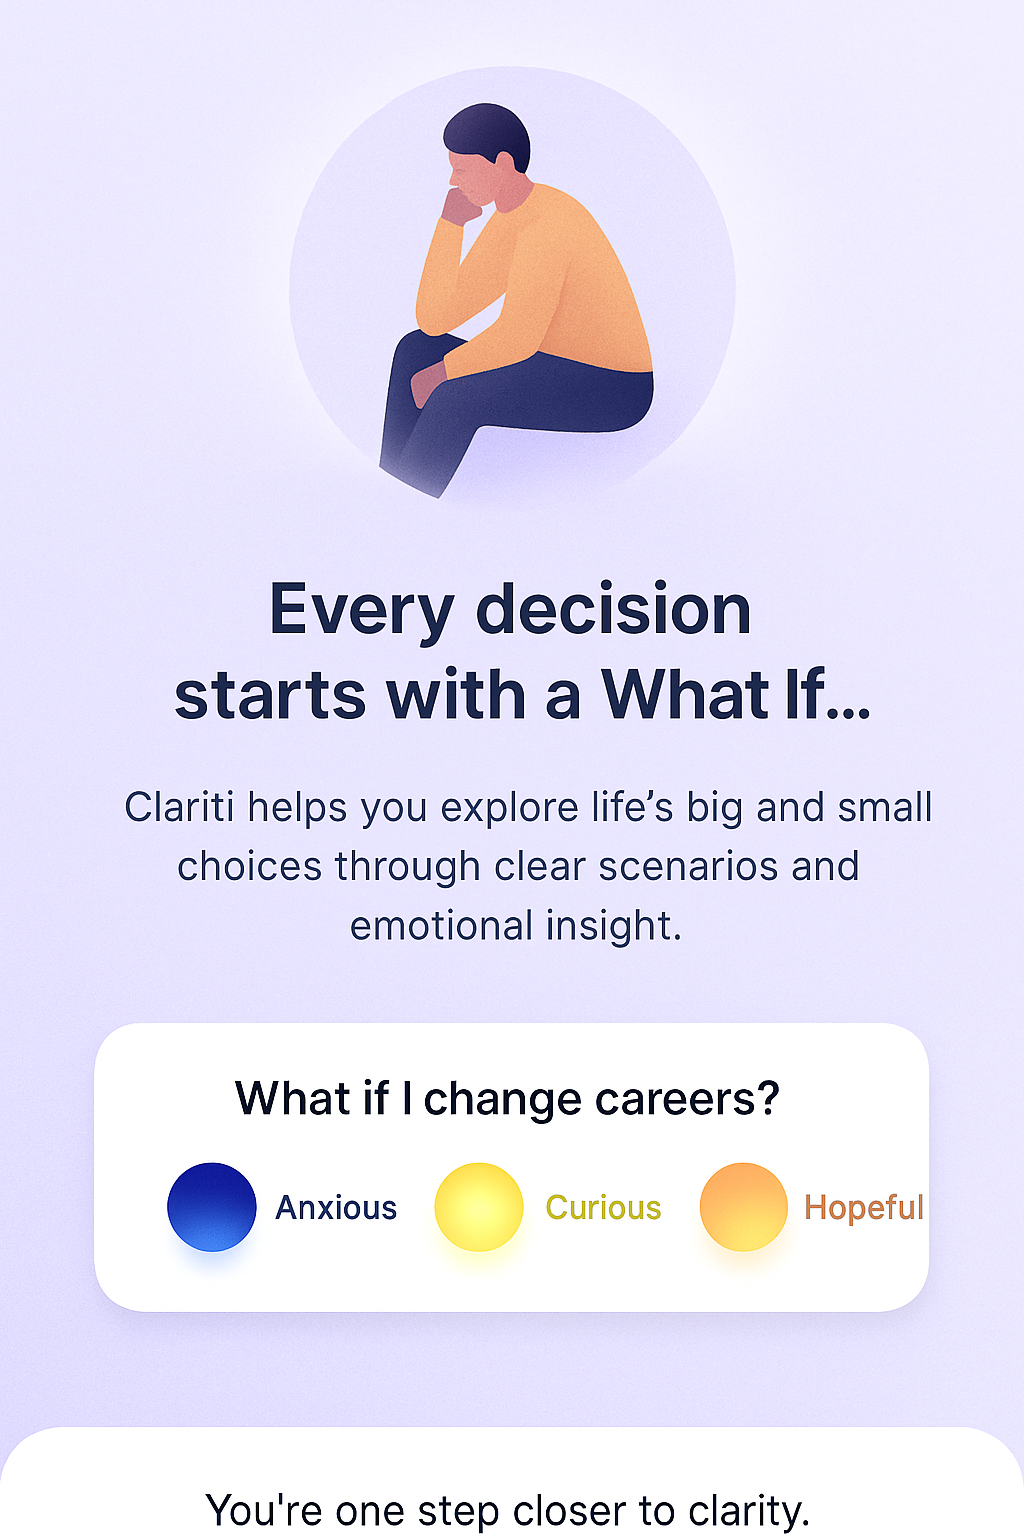 Every decision
starts with a What If...
Clariti helps you explore life’s big and small
choices through clear scenarios and
emotional insight.
What if I change careers?
Anxious Curious Hopeful
You're one step closer to clarity.